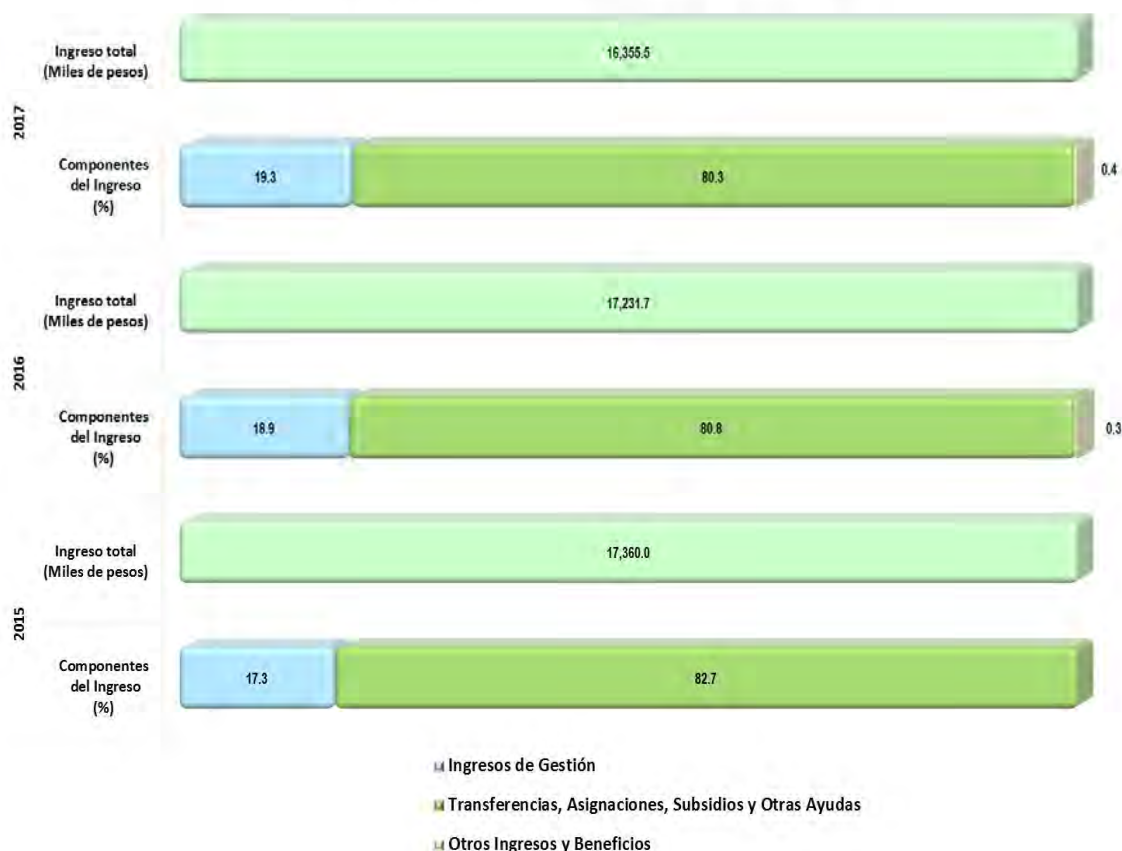 2017
Ingreso total
(Miles de pesos)
16,355.5
Componentes
del Ingreso
(%)
19.3
80.3
0.4
2016
Ingreso total
(Miles de pesos)
17,231.7
Componentes
del Ingreso
(%)
18.9
80.8
0.3
2015
Ingreso total
(Miles de pesos)
17,360.0
Componentes
del Ingreso
(%)
17.3
82.7
Ingresos de Gestión
Transferencias, Asignaciones, Subsidios y Otras Ayudas
Otros Ingresos y Beneficios